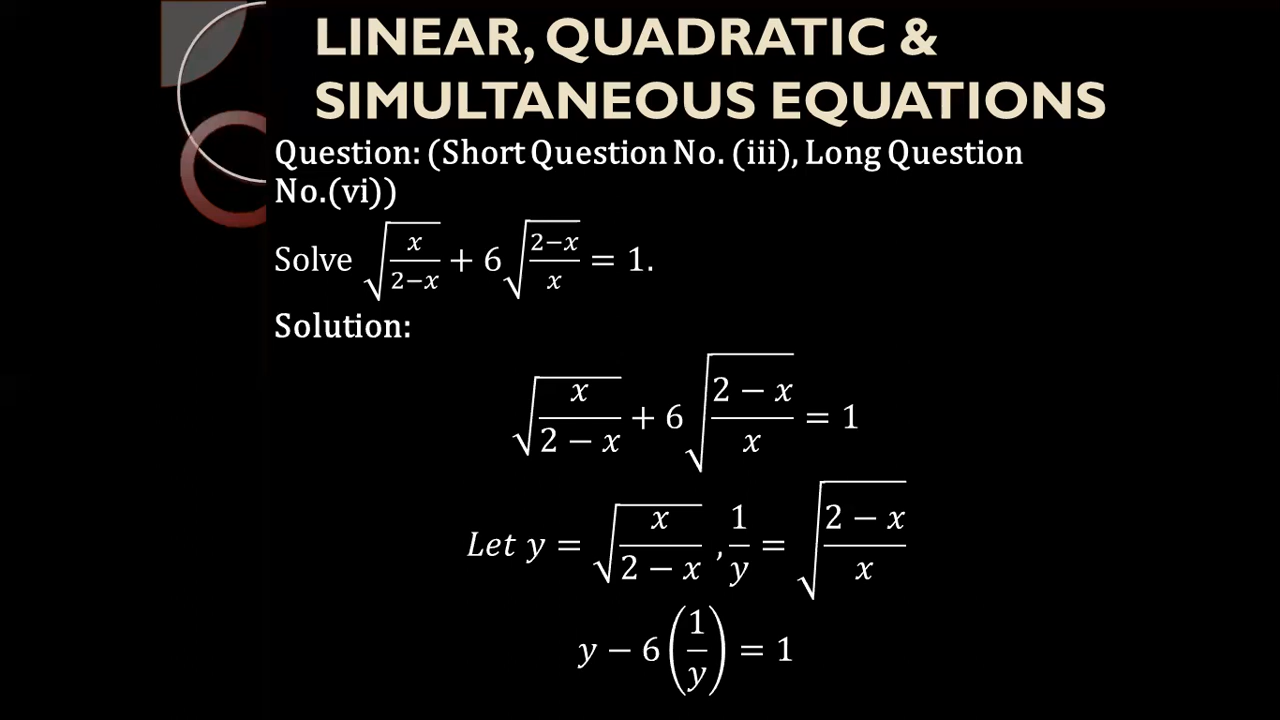 LINEAR, QUADRATIC &
SIMULTANEOUS EQUATIONS
Question: (Short Question No. (iii), Long Question
No.(vi))
Solve √(x/(2−x)) + 6√((2−x)/x) = 1.
Solution:
√(x/(2 − x)) + 6√((2 − x)/x) = 1
Let y = √(x/(2 − x)) , 1/y = √((2 − x)/x)
y − 6(1/y) = 1